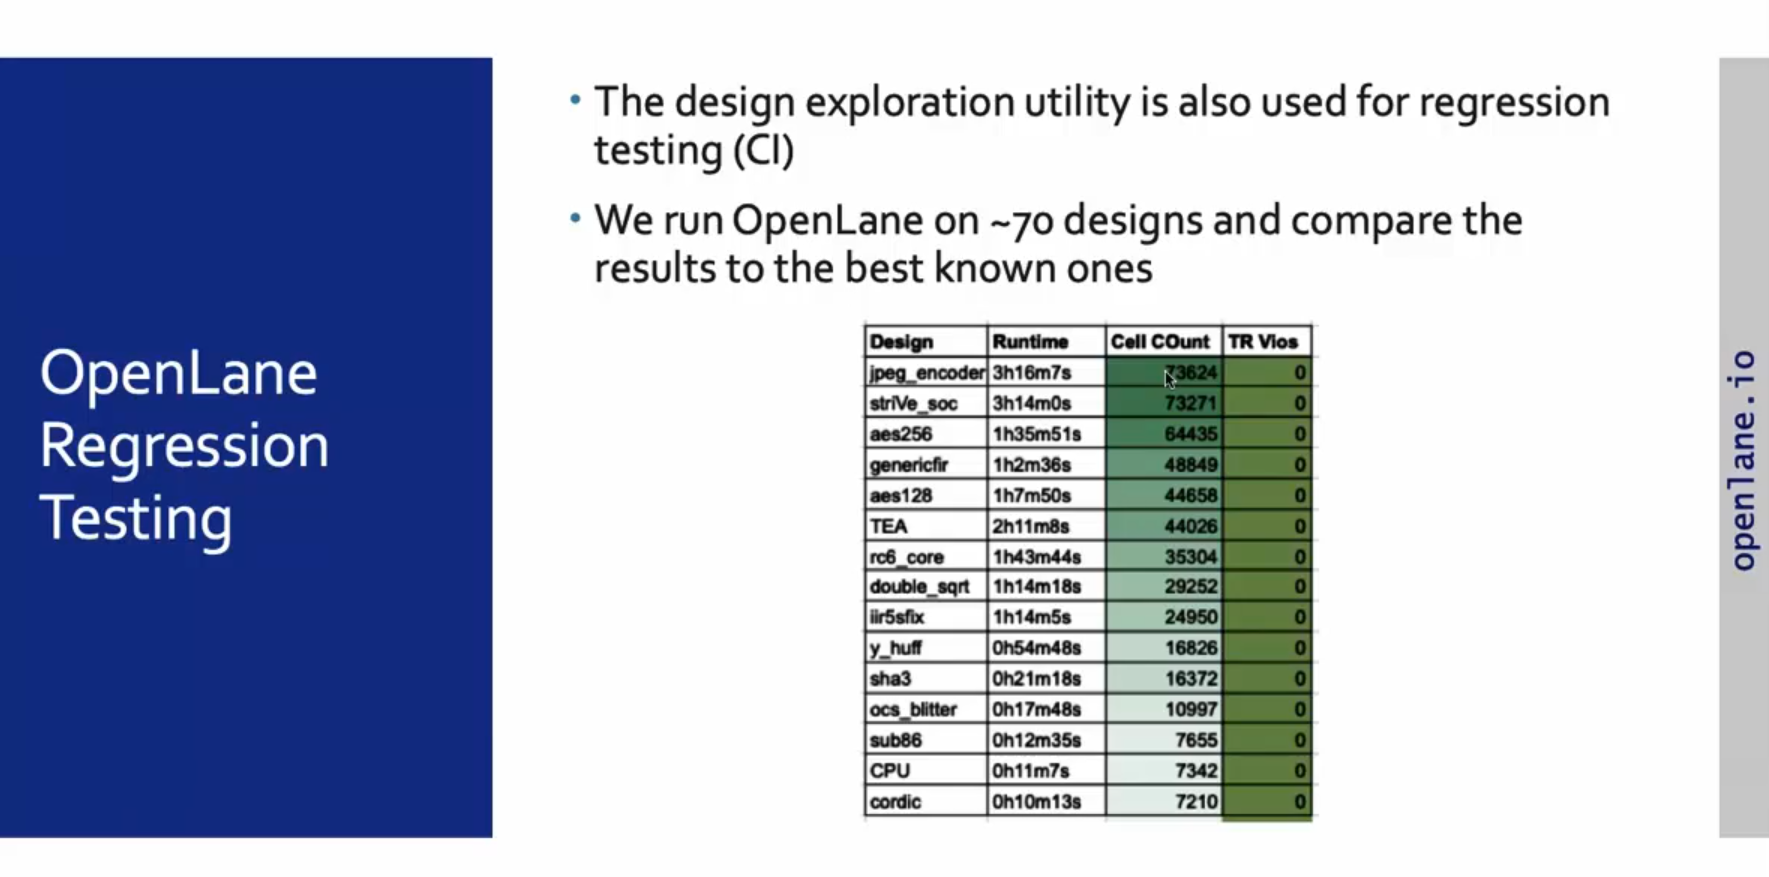 OpenLane
Regression
Testing
• The design exploration utility is also used for regression
testing (CI)
• We run OpenLane on ~70 designs and compare the
results to the best known ones
Design Runtime Cell COunt TR Vios
jpeg_encoder 3h16m7s 73624 0
striVe_soc 3h14m0s 73271 0
aes256 1h35m51s 64435 0
genericfir 1h2m36s 48849 0
aes128 1h7m50s 44658 0
TEA 2h11m8s 44026 0
rc6_core 1h43m44s 35304 0
double_sqrt 1h14m18s 29252 0
iir5sfix 1h14m5s 24950 0
y_huff 0h54m48s 16826 0
sha3 0h21m18s 16372 0
ocs_blitter 0h17m48s 10997 0
sub86 0h12m35s 7655 0
CPU 0h11m7s 7342 0
cordic 0h10m13s 7210 0
openlane.io